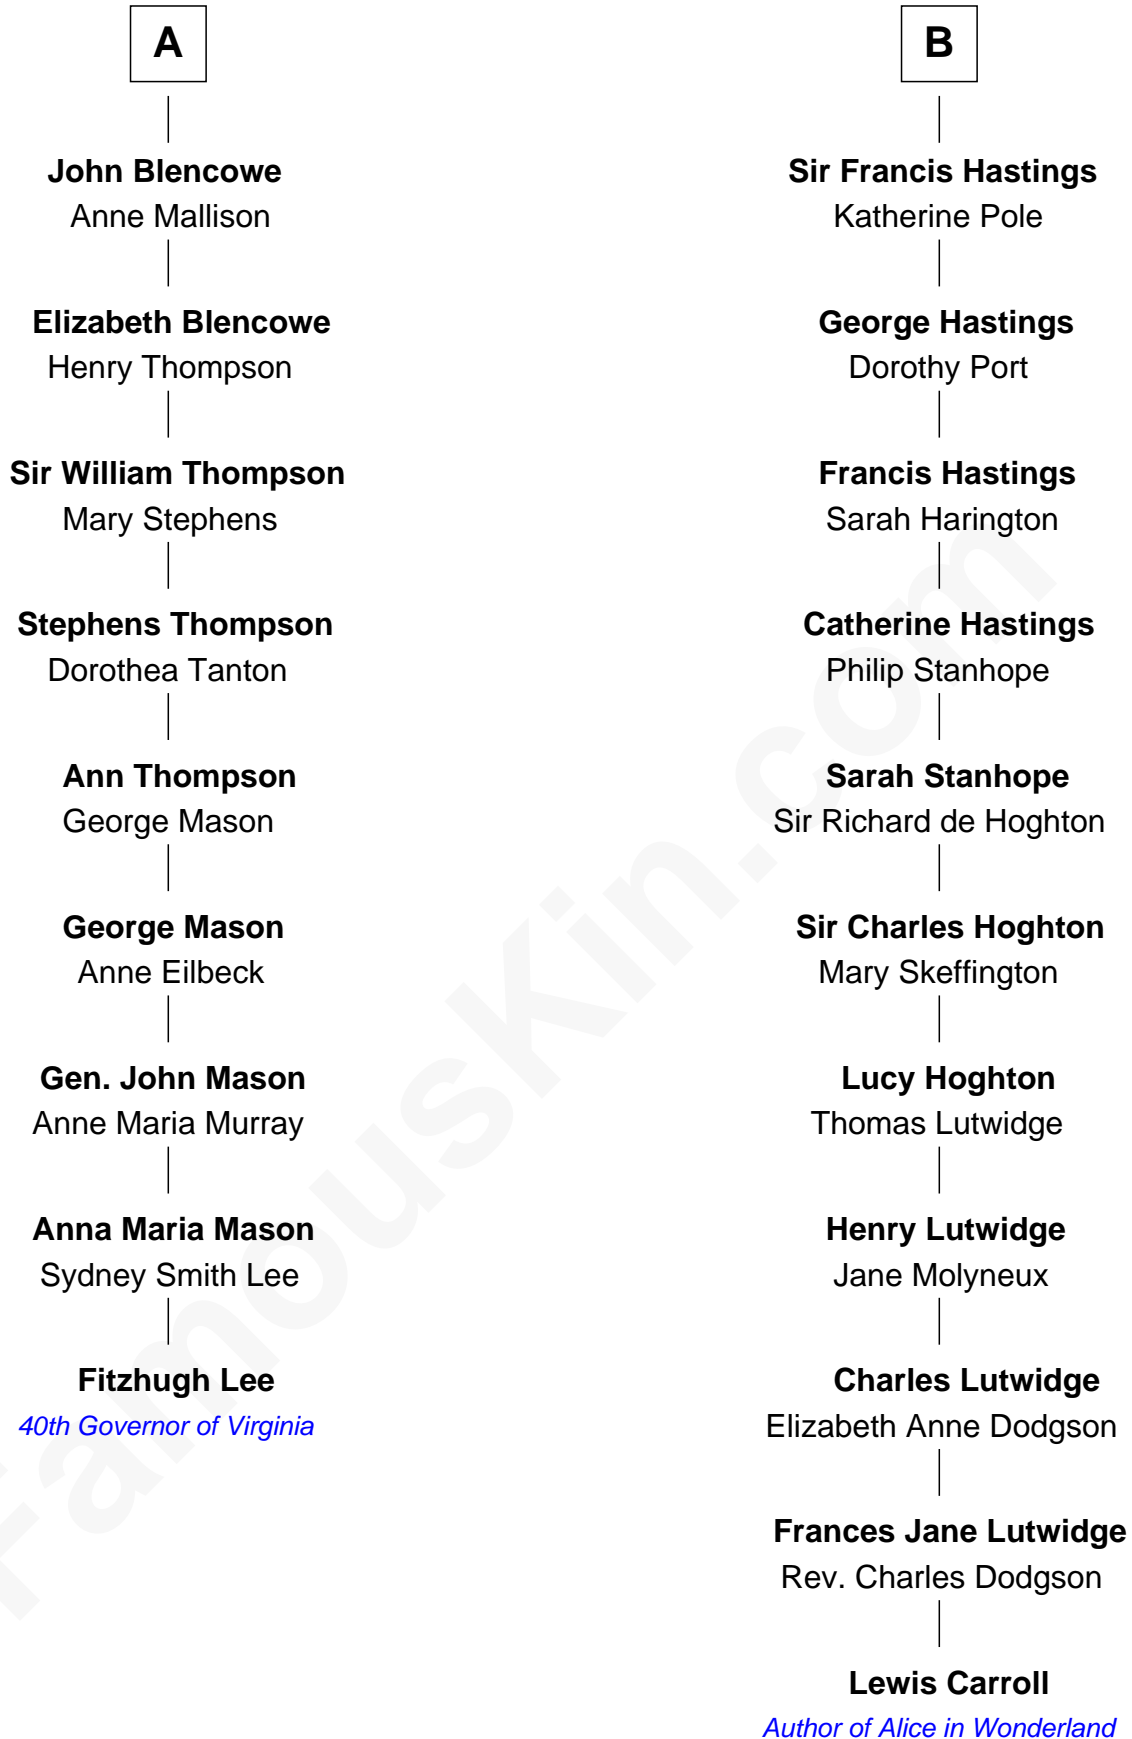 A
John Blencowe
Anne Mallison
Elizabeth Blencowe
Henry Thompson
Sir William Thompson
Mary Stephens
Stephens Thompson
Dorothea Tanton
Ann Thompson
George Mason
George Mason
Anne Eilbeck
Gen. John Mason
Anne Maria Murray
Anna Maria Mason
Sydney Smith Lee
Fitzhugh Lee
40th Governor of Virginia
B
Sir Francis Hastings
Katherine Pole
George Hastings
Dorothy Port
Francis Hastings
Sarah Harington
Catherine Hastings
Philip Stanhope
Sarah Stanhope
Sir Richard de Hoghton
Sir Charles Hoghton
Mary Skeffington
Lucy Hoghton
Thomas Lutwidge
Henry Lutwidge
Jane Molyneux
Charles Lutwidge
Elizabeth Anne Dodgson
Frances Jane Lutwidge
Rev. Charles Dodgson
Lewis Carroll
Author of Alice in Wonderland
FamousKin.com